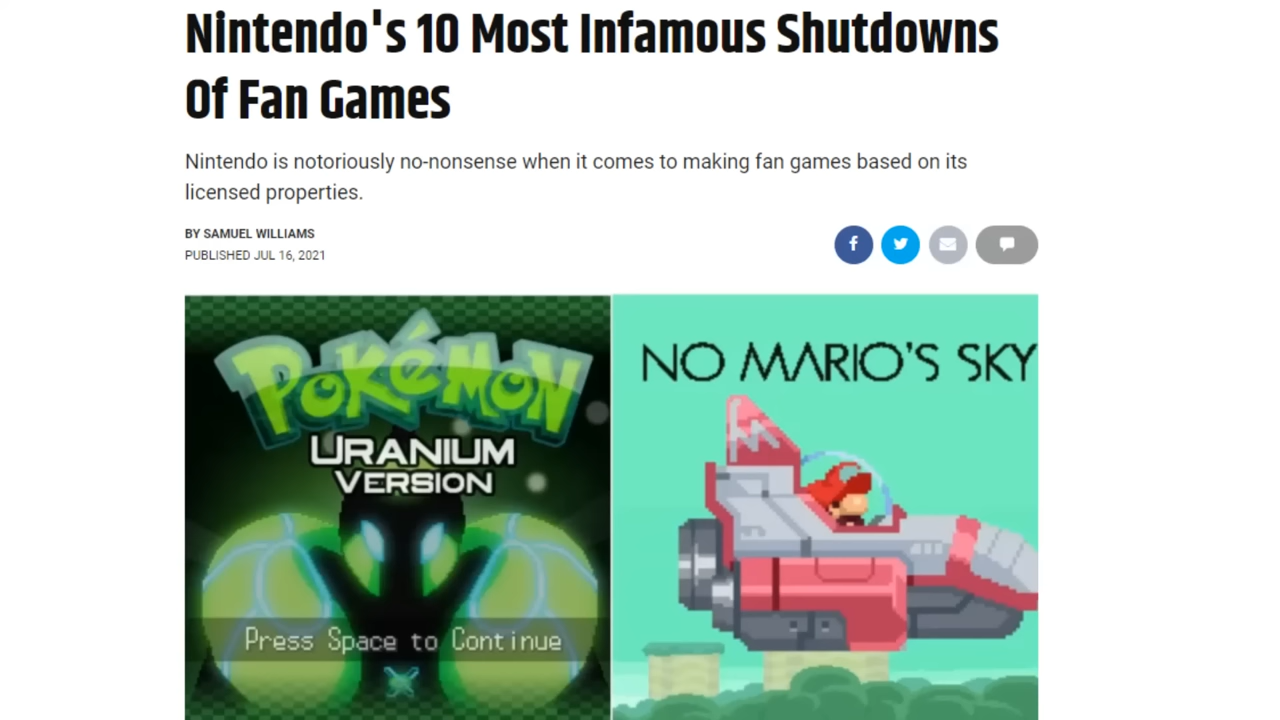 Nintendo's 10 Most Infamous Shutdowns
Of Fan Games
Nintendo is notoriously no-nonsense when it comes to making fan games based on its
licensed properties.
BY SAMUEL WILLIAMS
PUBLISHED JUL 16, 2021
f
POKéMON
URANIUM
VERSION
Press Space to Continue
NO MARIO'S SKY
M